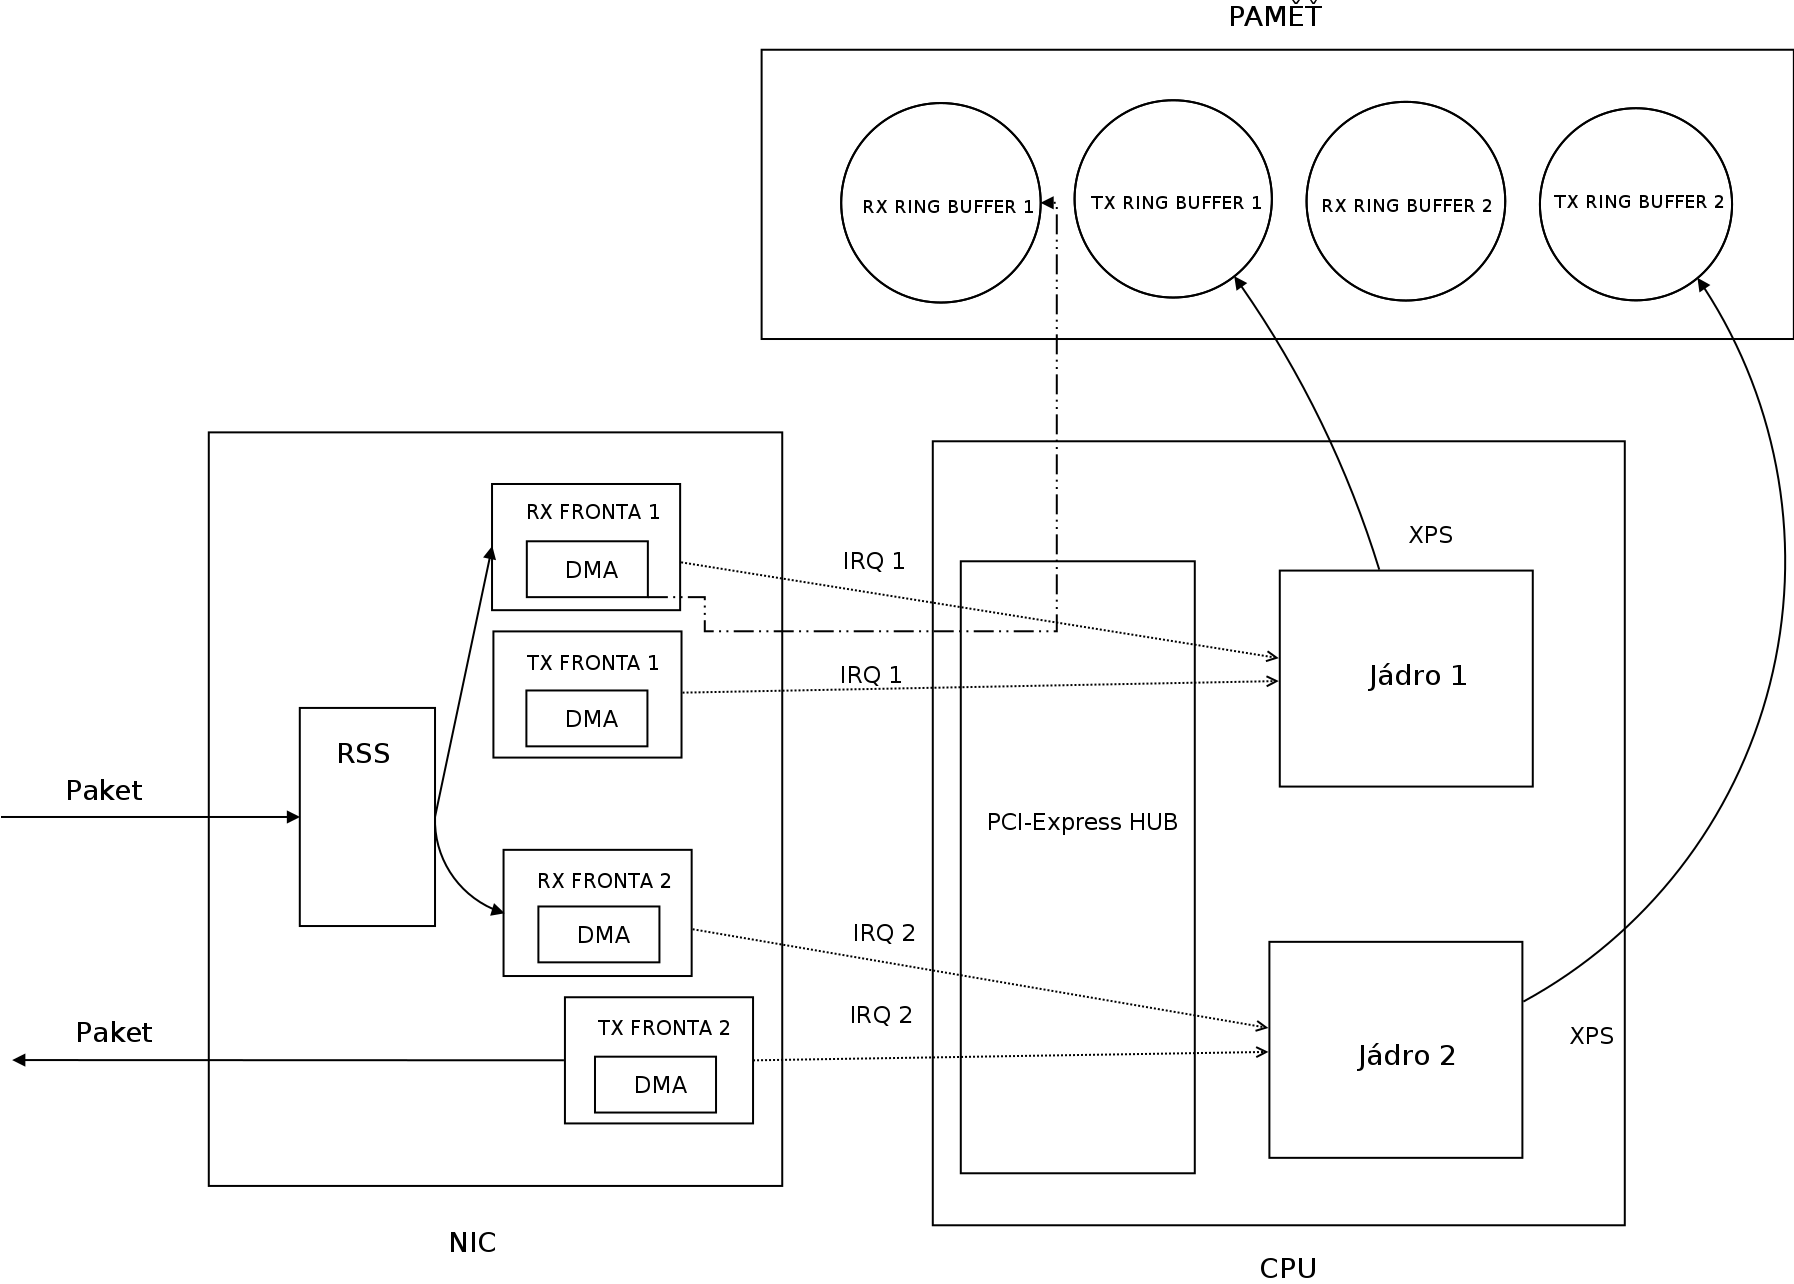 PAMĚŤ
RX RING BUFFER 1
TX RING BUFFER 1
RX RING BUFFER 2
TX RING BUFFER 2
RX FRONTA 1
DMA
TX FRONTA 1
DMA
RSS
Paket
RX FRONTA 2
DMA
Paket
TX FRONTA 2
DMA
NIC
IRQ 1
IRQ 1
IRQ 2
IRQ 2
PCI-Express HUB
XPS
Jádro 1
Jádro 2
XPS
CPU